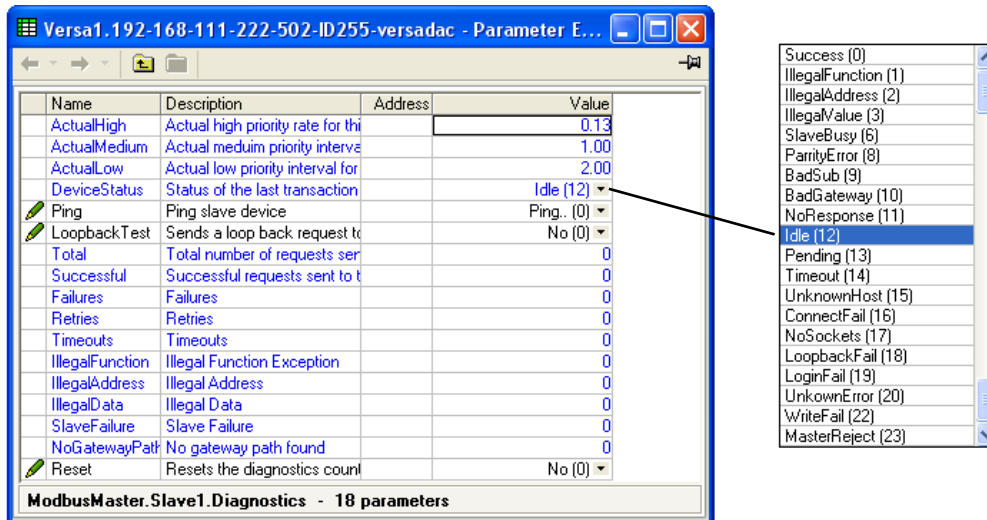 Versa1.192-168-111-222-502-ID255-versadac - Parameter E...
Name Description Address Value
ActualHigh Actual high priority rate for thi 0.13
ActualMedium Actual meduim priority interva 1.00
ActualLow Actual low priority interval for 2.00
DeviceStatus Status of the last transaction Idle (12)
Ping Ping slave device Ping.. (0)
LoopbackTest Sends a loop back request to No (0)
Total Total number of requests sen 0
Successful Successful requests sent to t 0
Failures Failures 0
Retries Retries 0
Timeouts Timeouts 0
IllegalFunction Illegal Function Exception 0
IllegalAddress Illegal Address 0
IllegalData Illegal Data 0
SlaveFailure Slave Failure 0
NoGatewayPath No gateway path found 0
Reset Resets the diagnostics count No (0)
ModbusMaster.Slave1.Diagnostics - 18 parameters
Success (0)
IllegalFunction (1)
IllegalAddress (2)
IllegalValue (3)
SlaveBusy (6)
ParrityError (8)
BadSub (9)
BadGateway (10)
NoResponse (11)
Idle (12)
Pending (13)
Timeout (14)
UnknownHost (15)
ConnectFail (16)
NoSockets (17)
LoopbackFail (18)
LoginFail (19)
UnkownError (20)
WriteFail (22)
MasterReject (23)